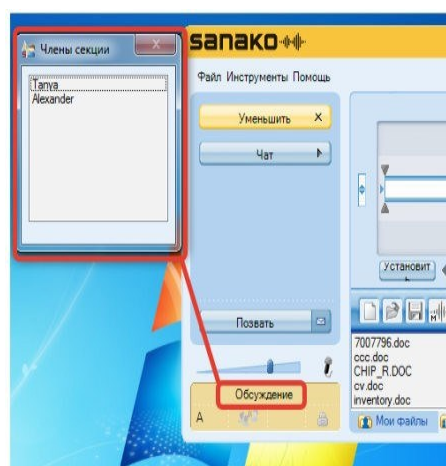 Члены секции
Tanya
Alexander
sanako
Файл Инструменты Помощь
Уменьшить X
Чат
Позвать
Обсуждение
A
Установит
7007796.doc
ccc.doc
CHIP_R.DOC
cv.doc
inventory.doc
Мои файлы